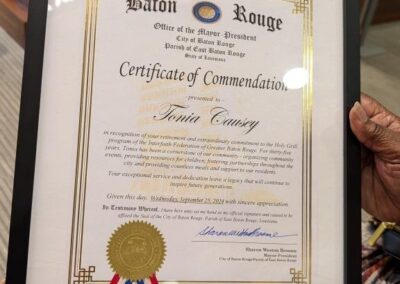 Baton Rouge
Office of the Mayor President
City of Baton Rouge
Parish of East Baton Rouge
State of Louisiana
Certificate of Commendation
presented to
Tonia Causey
in recognition of your retirement and extraordinary commitment to the Holy Grill
program of the Interfaith Federation of Greater Baton Rouge. For thirty-five
years, Tonia has been a cornerstone of our community - organizing community
events, providing resources for children, fostering partnerships throughout the
city and providing countless meals and support to our residents.
Your exceptional service and dedication leave a legacy that will continue to
inspire future generations.
Given this day, Wednesday, September 25, 2024 with sincere appreciation.
In Testimony Whereof, I have here unto set my hand as my official signature and caused to be
affixed the Seal of the City of Baton Rouge, Parish of East Baton Rouge, Louisiana.
Sharon Weston Broome
Mayor-President
City of Baton Rouge/Parish of East Baton Rouge